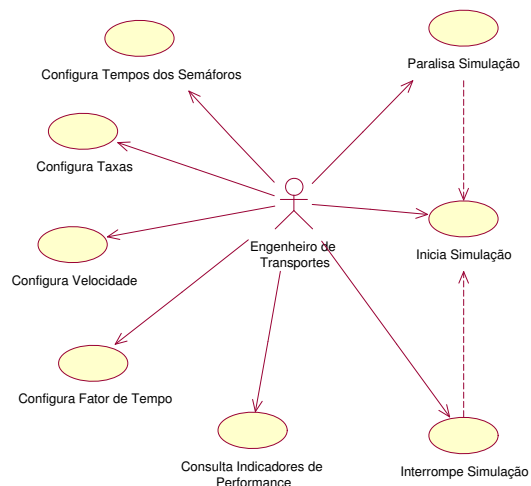 Configura Tempos dos Semáforos
Paralisa Simulação
Configura Taxas
Engenheiro de
Transportes
Inicia Simulação
Configura Velocidade
Configura Fator de Tempo
Consulta Indicadores de
Performance
Interrompe Simulação